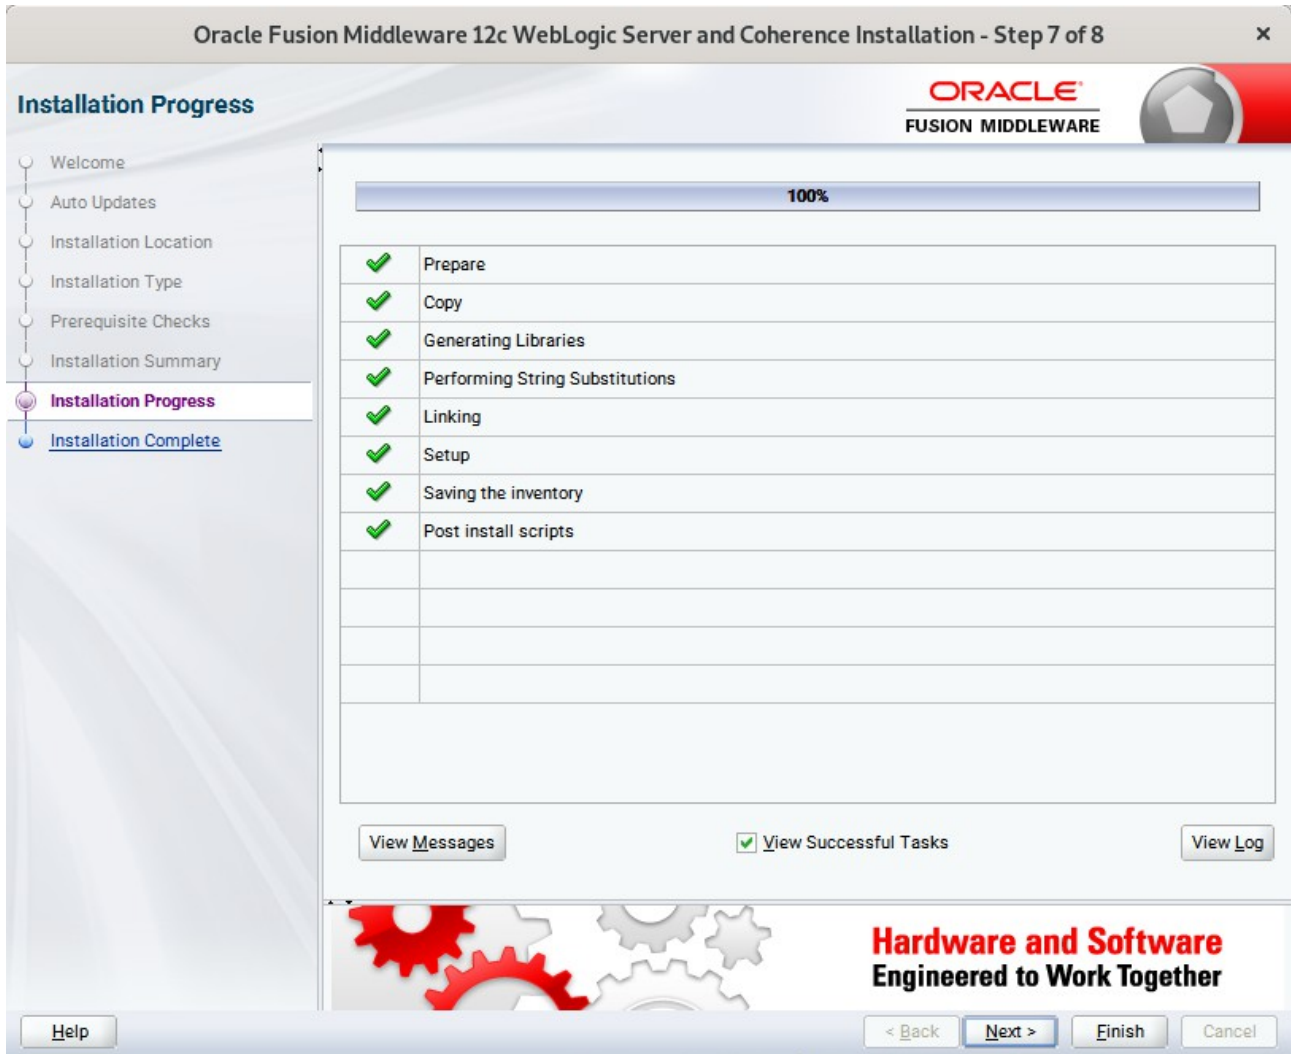 Oracle Fusion Middleware 12c WebLogic Server and Coherence Installation - Step 7 of 8
Installation Progress
ORACLE
FUSION MIDDLEWARE
Welcome
Auto Updates
Installation Location
Installation Type
Prerequisite Checks
Installation Summary
Installation Progress
Installation Complete
100%
Prepare
Copy
Generating Libraries
Performing String Substitutions
Linking
Setup
Saving the inventory
Post install scripts
View Messages
View Successful Tasks
View Log
Hardware and Software
Engineered to Work Together
Help
< Back
Next >
Finish
Cancel